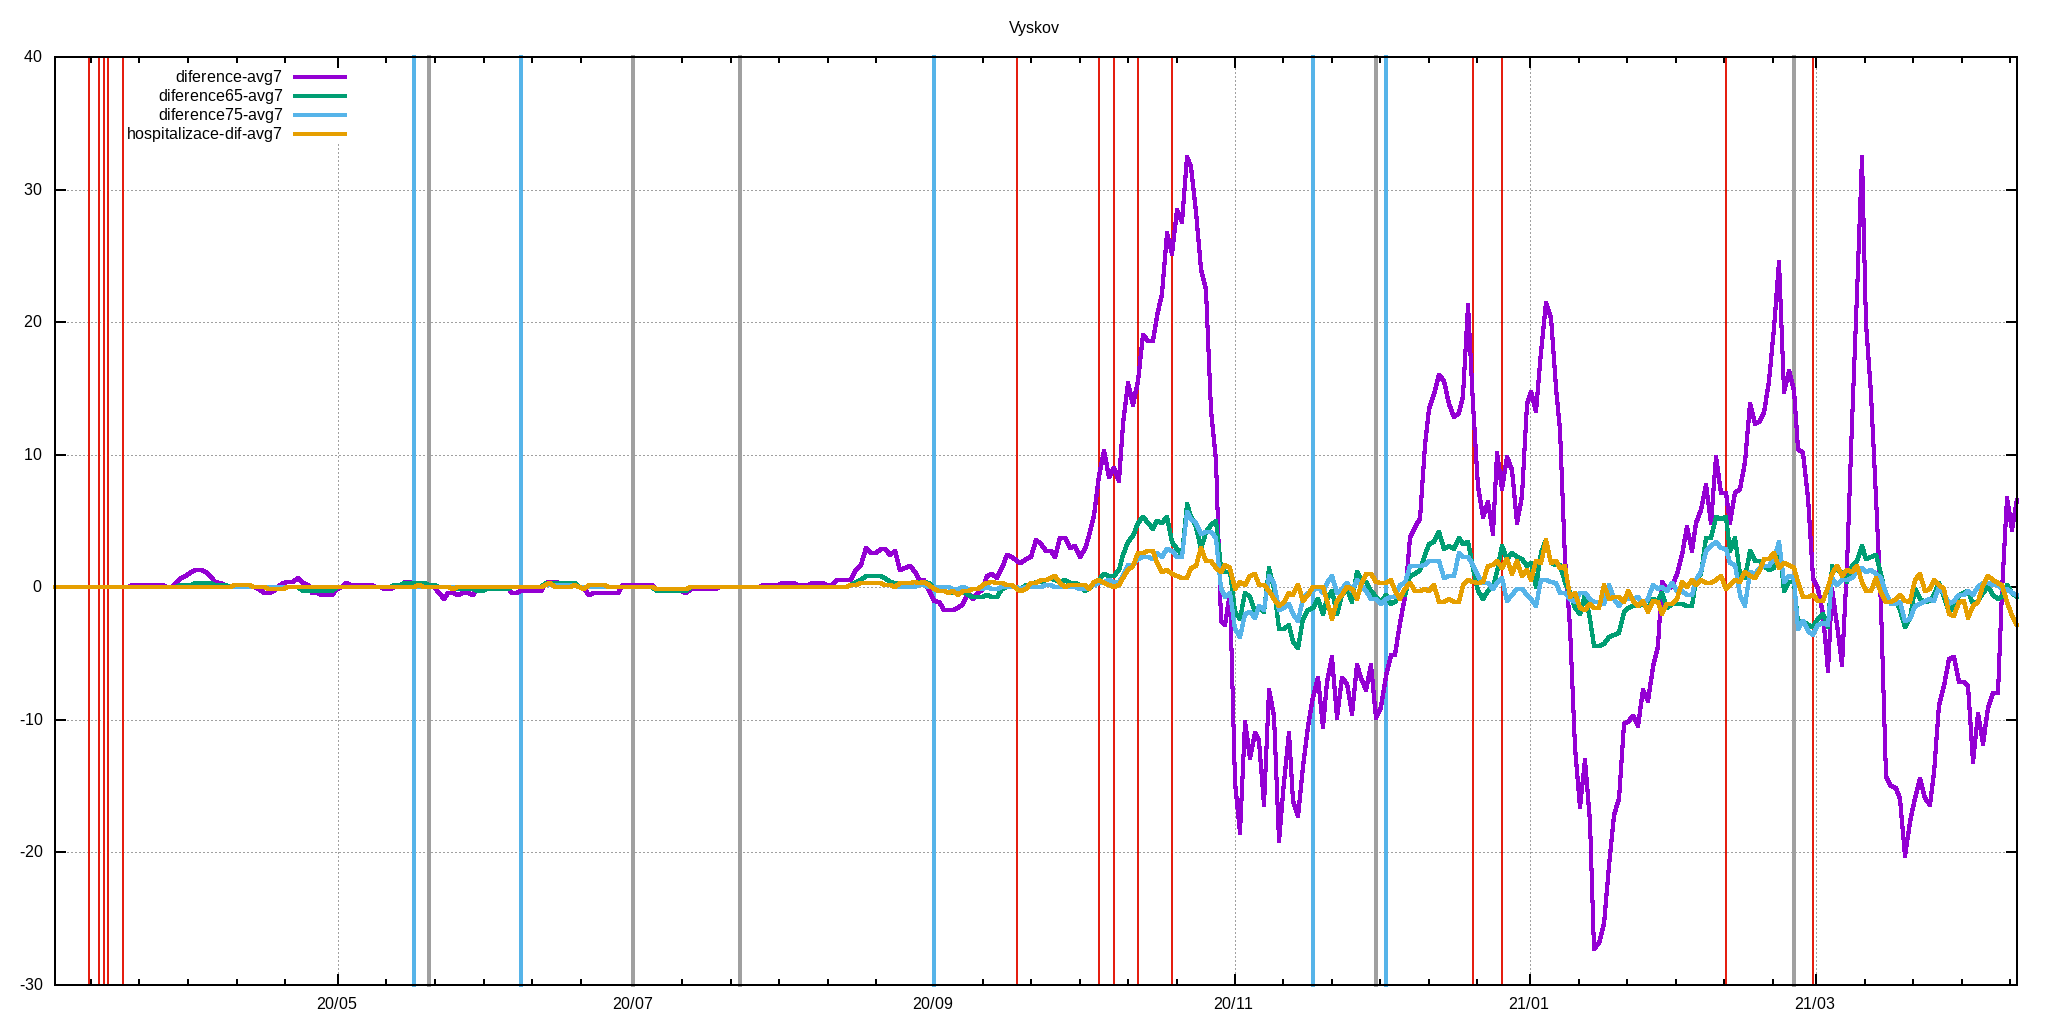 Vyskov
diference-avg7
diference65-avg7
diference75-avg7
hospitalizace-dif-avg7
40
30
20
10
0
-10
-20
-30
20/05 20/07 20/09 20/11 21/01 21/03